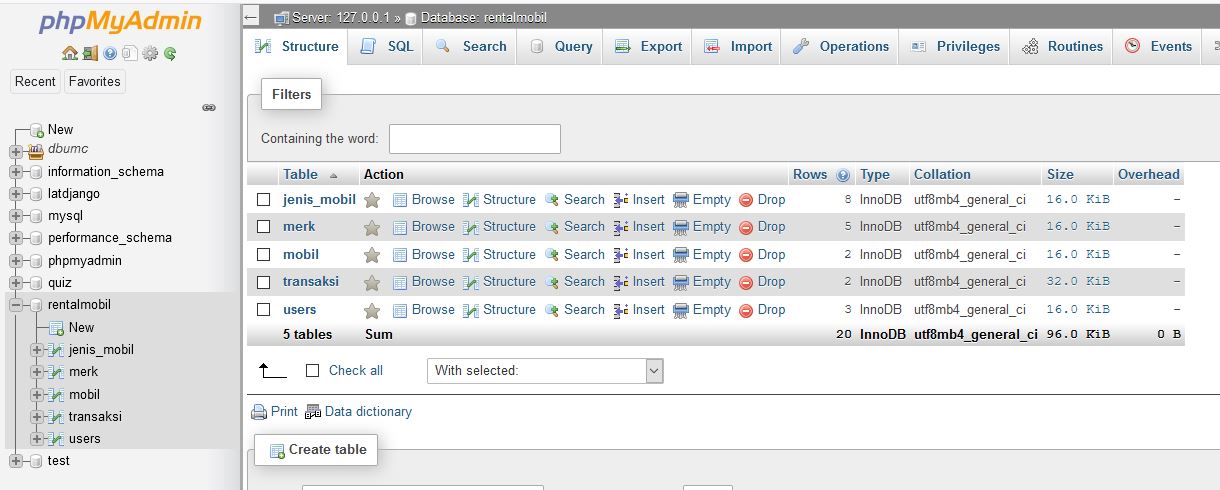 phpMyAdmin
Recent Favorites
New
dbumc
information_schema
latdjango
mysql
performance_schema
phpmyadmin
quiz
rentalmobil
New
jenis_mobil
merk
mobil
transaksi
users
test
Server: 127.0.0.1 » Database: rentalmobil
Structure SQL Search Query Export Import Operations Privileges Routines Events
Filters
Containing the word:
Table Action Rows Type Collation Size Overhead
jenis_mobil Browse Structure Search Insert Empty Drop 8 InnoDB utf8mb4_general_ci 16.0 KiB -
merk Browse Structure Search Insert Empty Drop 5 InnoDB utf8mb4_general_ci 16.0 KiB -
mobil Browse Structure Search Insert Empty Drop 2 InnoDB utf8mb4_general_ci 16.0 KiB -
transaksi Browse Structure Search Insert Empty Drop 2 InnoDB utf8mb4_general_ci 32.0 KiB -
users Browse Structure Search Insert Empty Drop 3 InnoDB utf8mb4_general_ci 16.0 KiB -
5 tables Sum 20 InnoDB utf8mb4_general_ci 96.0 KiB 0 B
Check all With selected:
Print Data dictionary
Create table